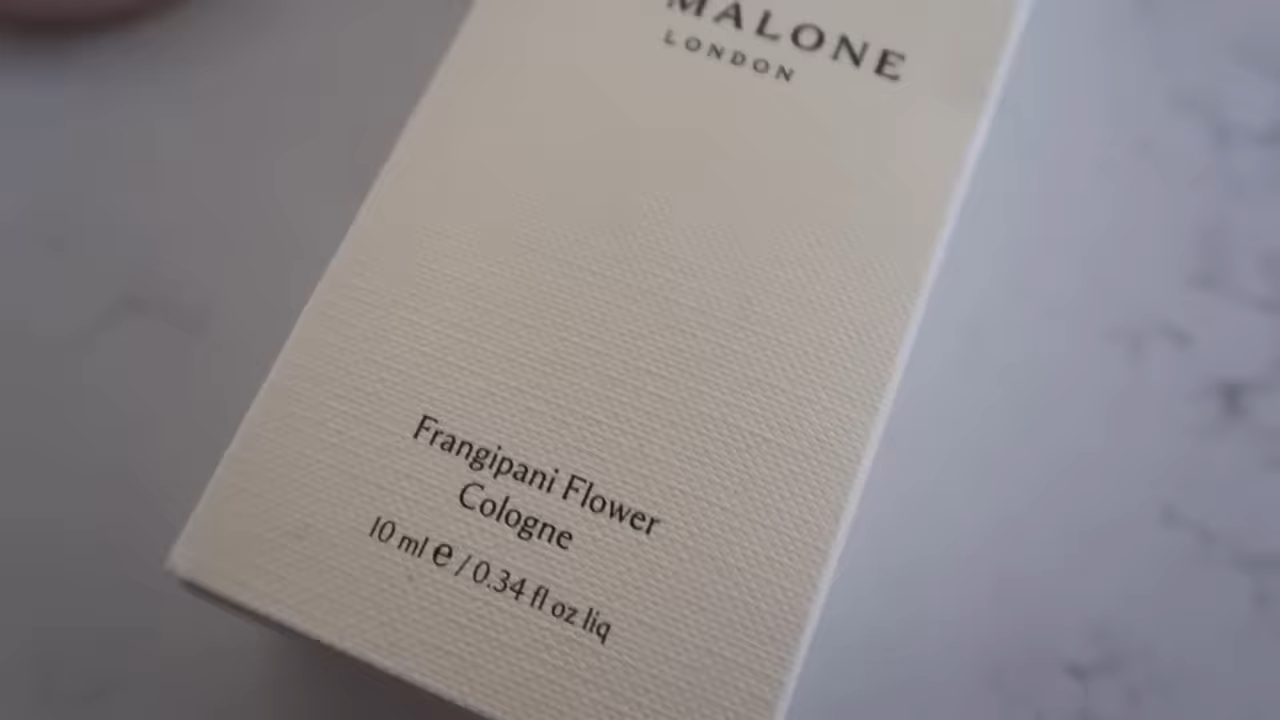 MALONE
LONDON
Frangipani Flower
Cologne
10 ml e / 0.34 fl oz liq